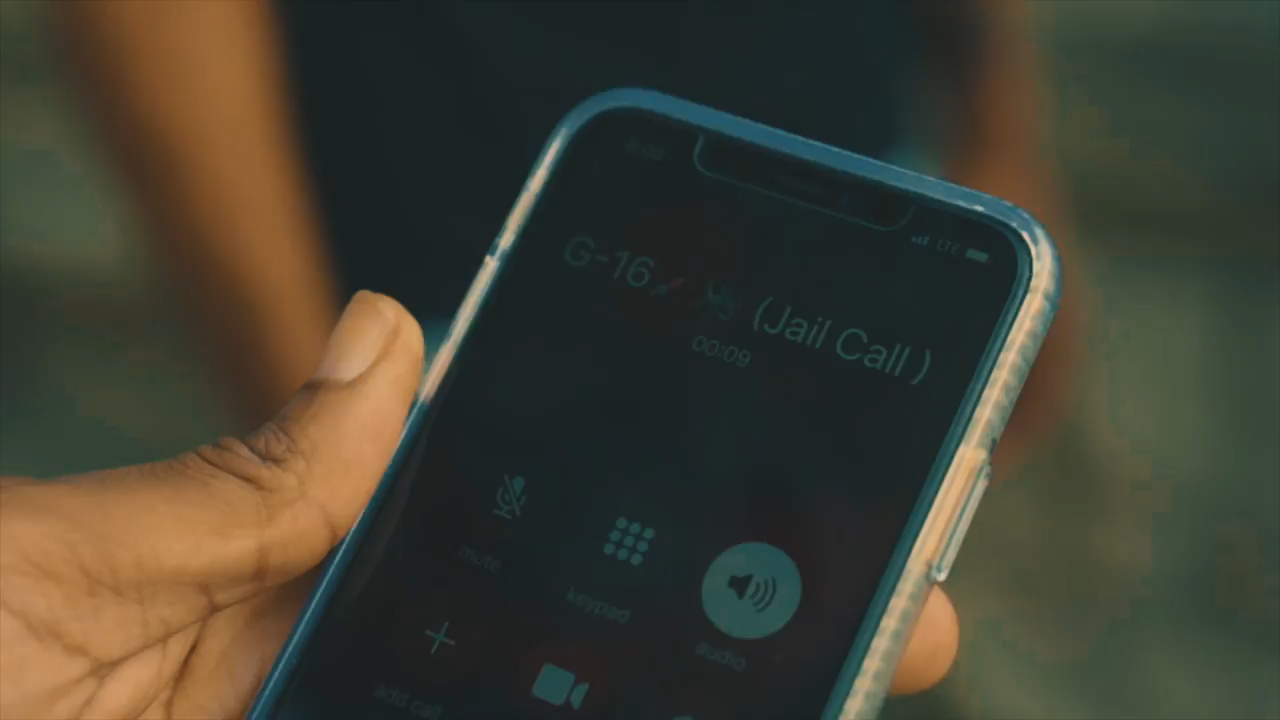 LTE
G-16 (Jail Call )
00:09
mute
keypad
audio
add call